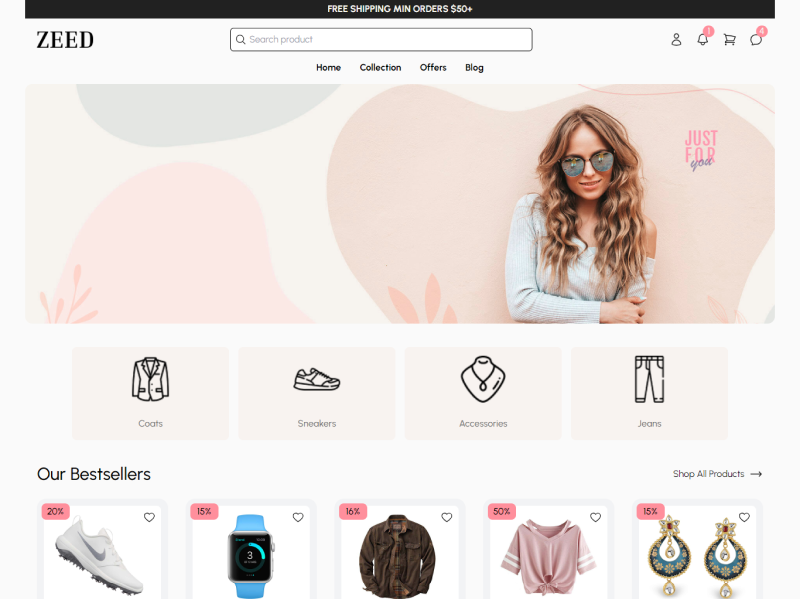 FREE SHIPPING MIN ORDERS $50+
ZEED
Search product
1
4
Home
Collection
Offers
Blog
JUST
FOR
you
Coats
Sneakers
Accessories
Jeans
Our Bestsellers
Shop All Products
20%
15%
16%
50%
15%
3